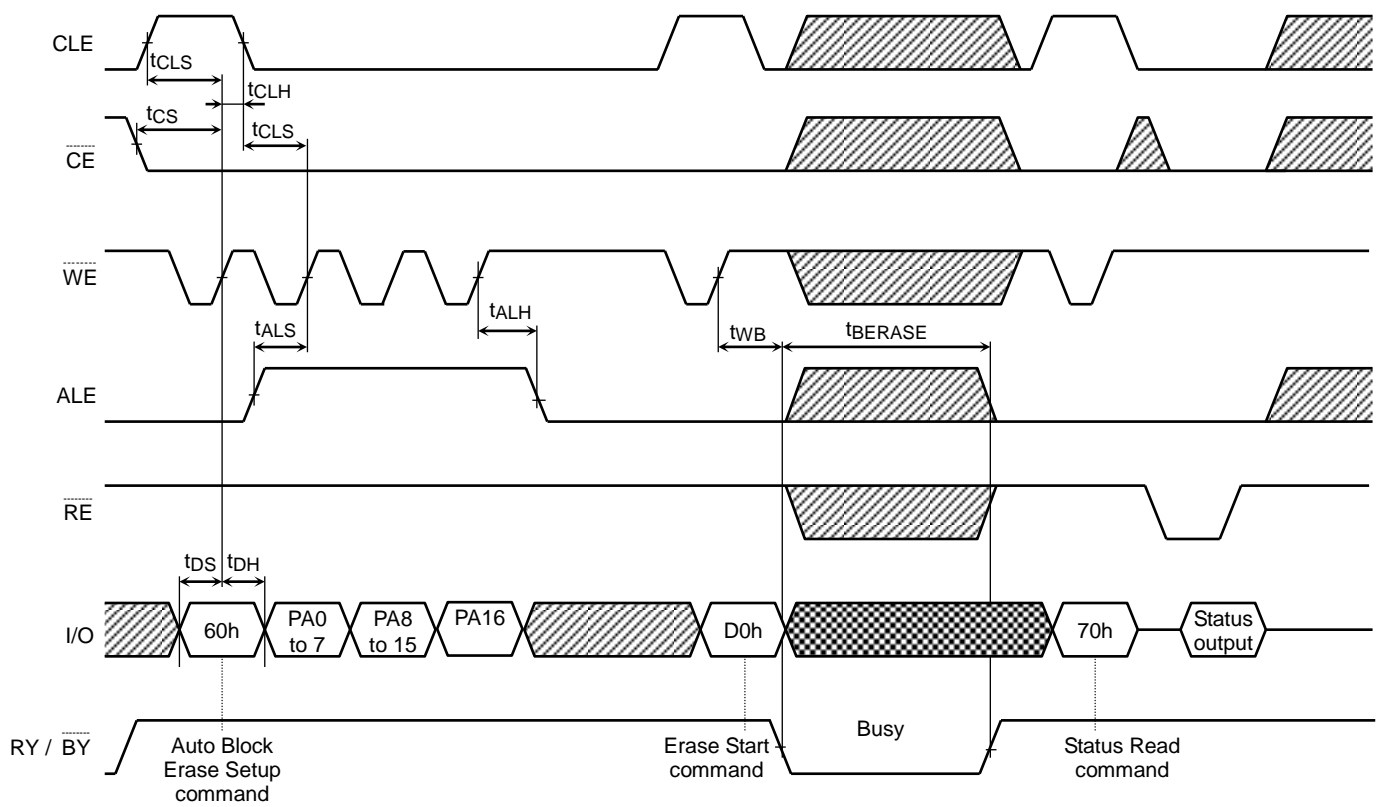 CLE
tCLS
tCLH
tCS
tCLS
CE
WE
tALS
tALH
tWB
tBERASE
ALE
RE
tDS
tDH
I/O
60h
PA0
to 7
PA8
to 15
PA16
D0h
70h
Status
output
RY / BY
Busy
Auto Block
Erase Setup
command
Erase Start
command
Status Read
command